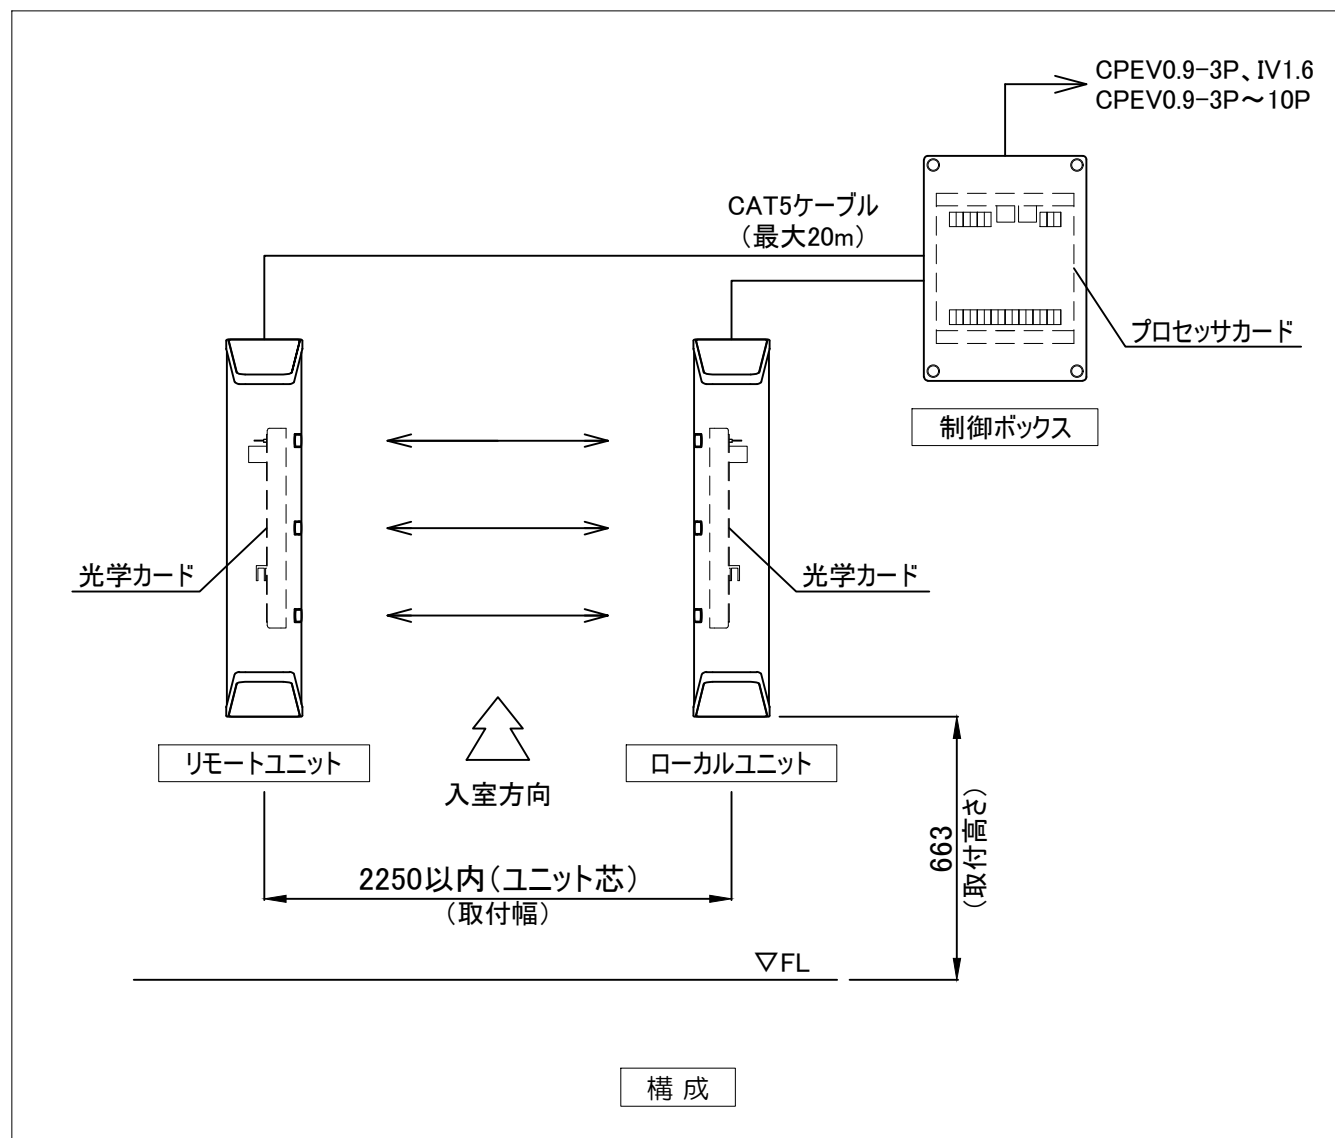 CPEV0.9-3P、IV1.6
CPEV0.9-3P～10P
CAT5ケーブル
（最大20m）
プロセッサカード
制御ボックス
光学カード
光学カード
リモートユニット
ローカルユニット
入室方向
663
（取付高さ）
2250以内（ユニット芯）
（取付幅）
▽FL
構 成